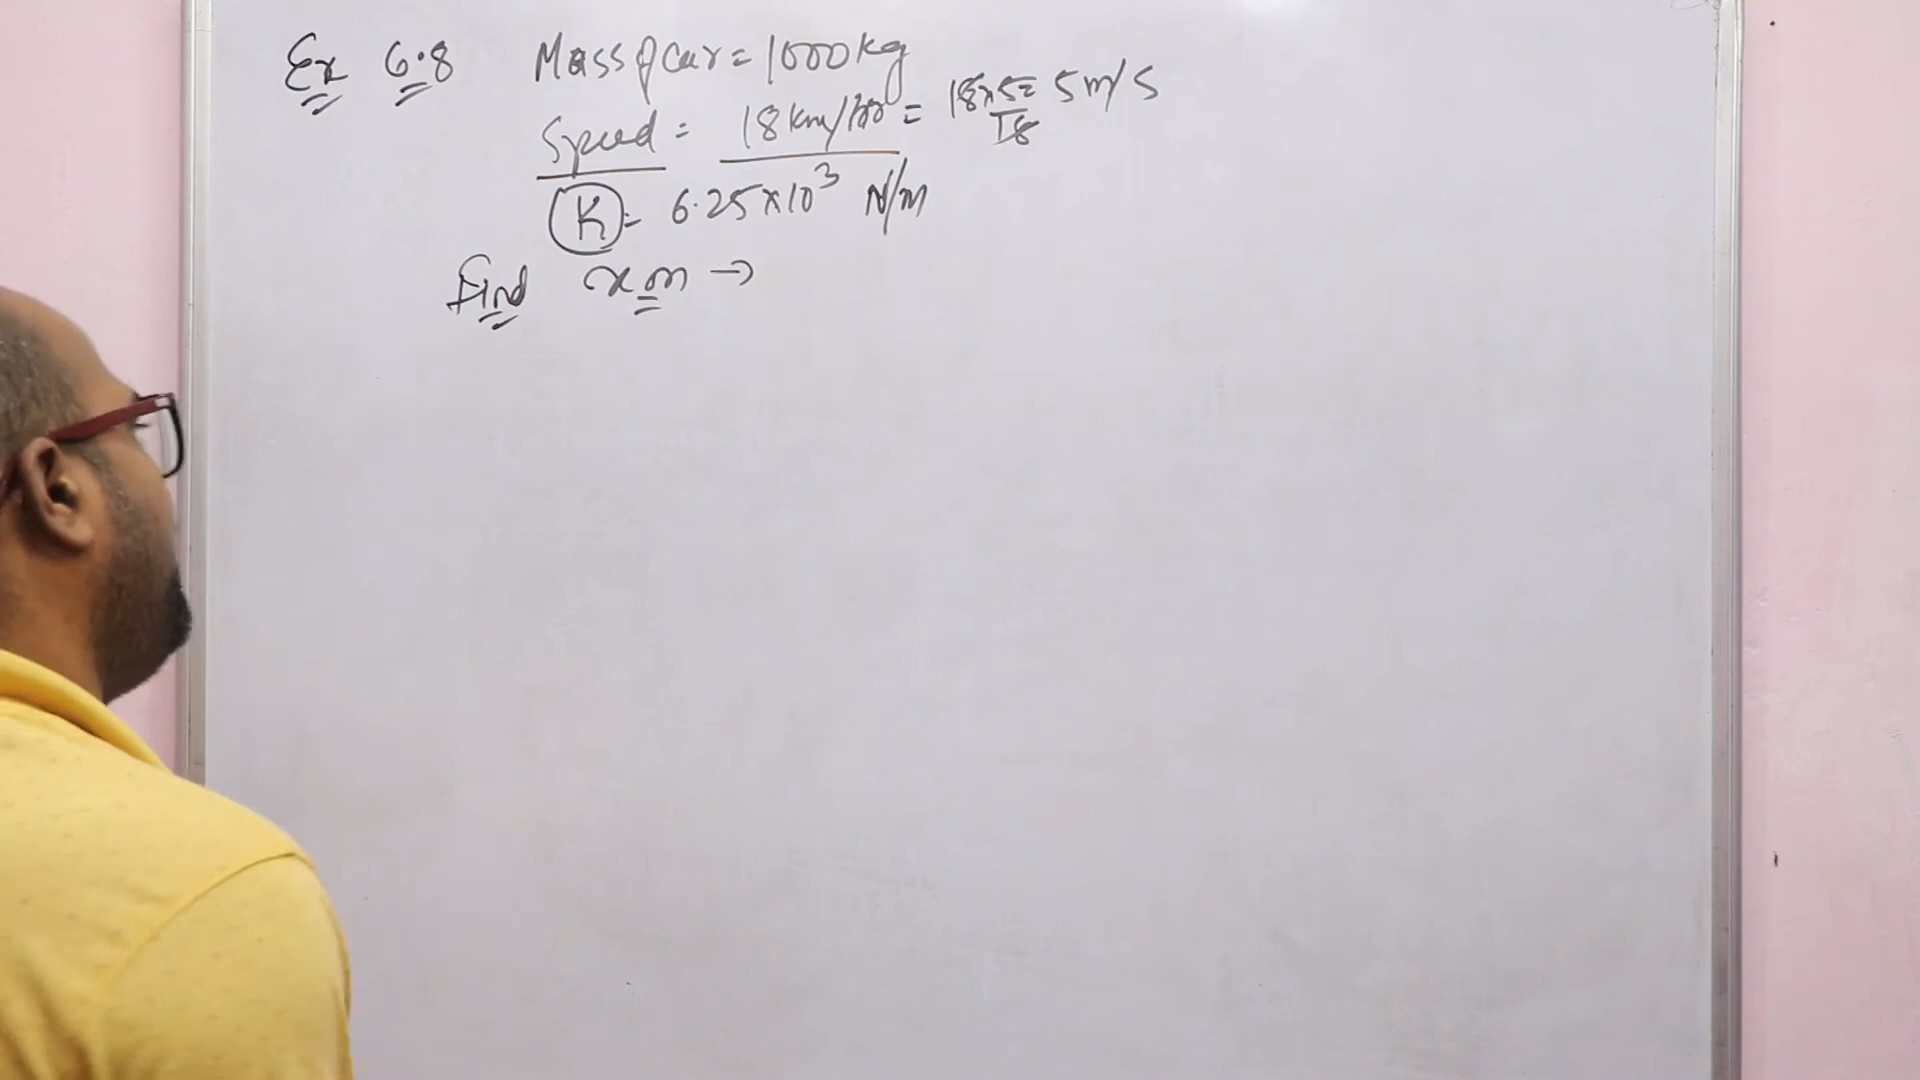 Ex 6.8 Mass of Car = 1000 kg
Speed = 18 km/hr = 18×5/18 = 5 m/s
K = 6.25×10³ N/m
Find xm →